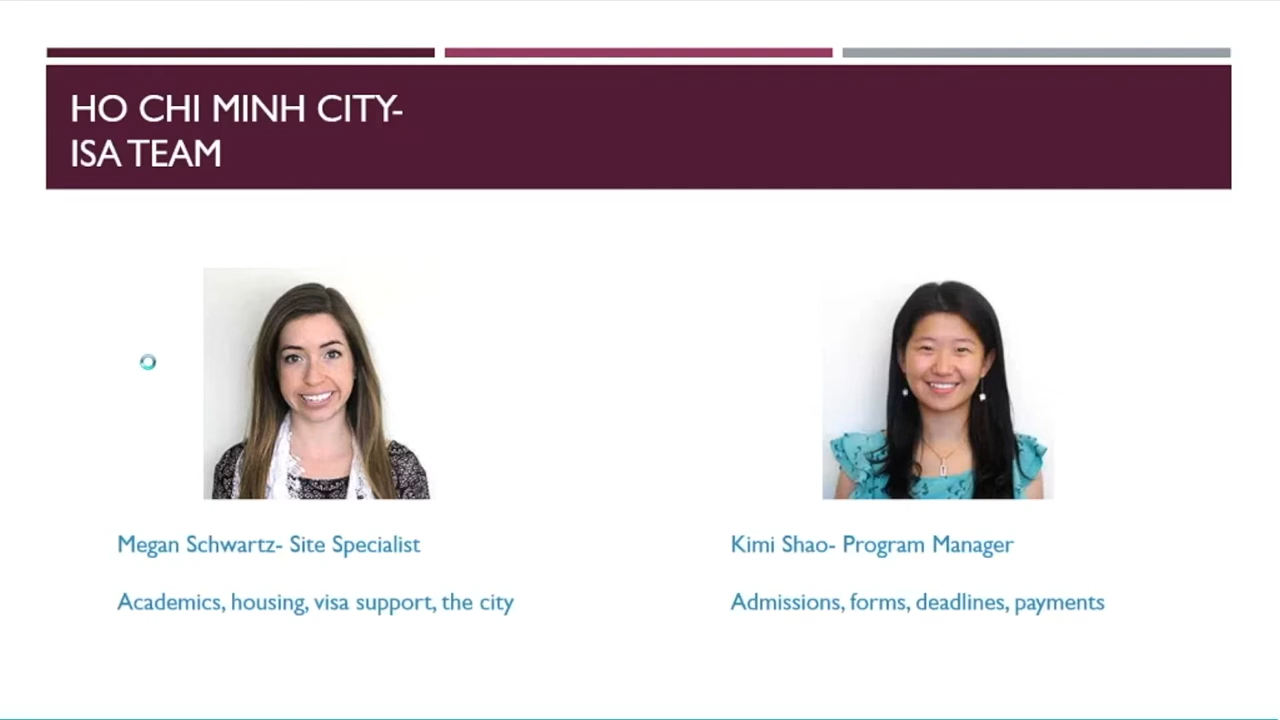 HO CHI MINH CITY-
ISA TEAM
Megan Schwartz- Site Specialist
Academics, housing, visa support, the city
Kimi Shao- Program Manager
Admissions, forms, deadlines, payments